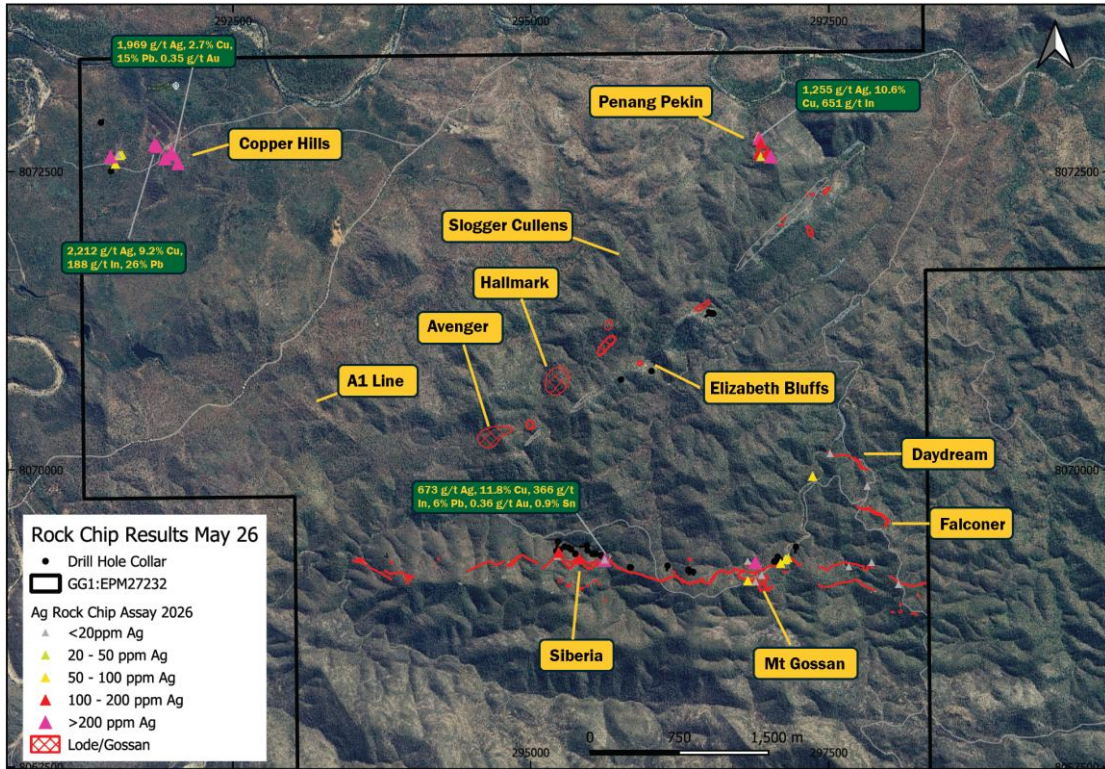 292500
295000
297500
1,969 g/t Ag, 2.7% Cu,
15% Pb. 0.35 g/t Au
Penang Pekin
1,255 g/t Ag, 10.6%
Cu, 651 g/t In
Copper Hills
8072500
8072500
Slogger Cullens
2,212 g/t Ag, 9.2% Cu,
188 g/t In, 26% Pb
Hallmark
Avenger
A1 Line
Elizabeth Bluffs
Daydream
8070000
8070000
673 g/t Ag, 11.8% Cu, 366 g/t
In, 6% Pb, 0.36 g/t Au, 0.9% Sn
Falconer
Rock Chip Results May 26
Drill Hole Collar
GG1:EPM27232
Ag Rock Chip Assay 2026
<20ppm Ag
20 - 50 ppm Ag
50 - 100 ppm Ag
100 - 200 ppm Ag
>200 ppm Ag
Lode/Gossan
Siberia
Mt Gossan
0 750 1,500 m
295000
297500
8067500
8067500